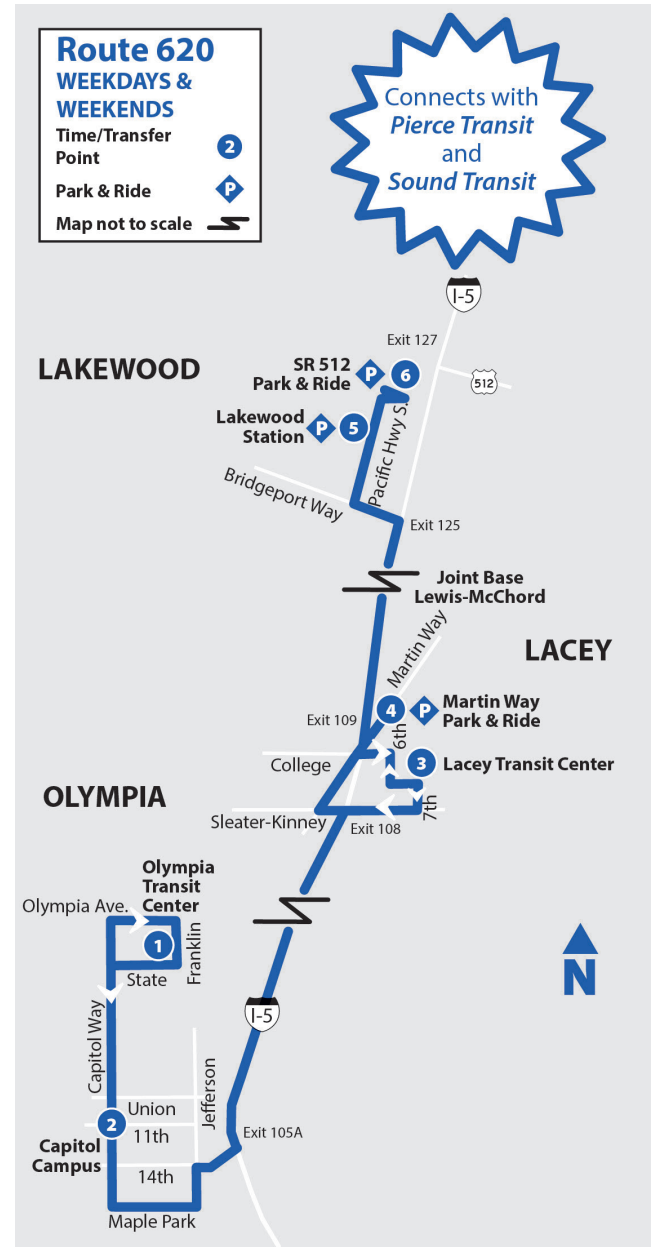 Route 620
WEEKDAYS &
WEEKENDS
Time/Transfer
Point
2
Park & Ride
P
Map not to scale
Connects with
Pierce Transit
and
Sound Transit
I-5
Exit 127
LAKEWOOD
SR 512
Park & Ride
P
6
512
Lakewood
Station
P
5
Pacific Hwy S.
Bridgeport Way
Exit 125
Joint Base
Lewis-McChord
Martin Way
LACEY
4
P
Martin Way
Park & Ride
Exit 109
6th
College
3
Lacey Transit Center
OLYMPIA
7th
Sleater-Kinney
Exit 108
Olympia
Transit
Center
Olympia Ave.
1
Franklin
State
N
I-5
Capitol Way
Jefferson
Union
2
11th
Exit 105A
Capitol
Campus
14th
Maple Park